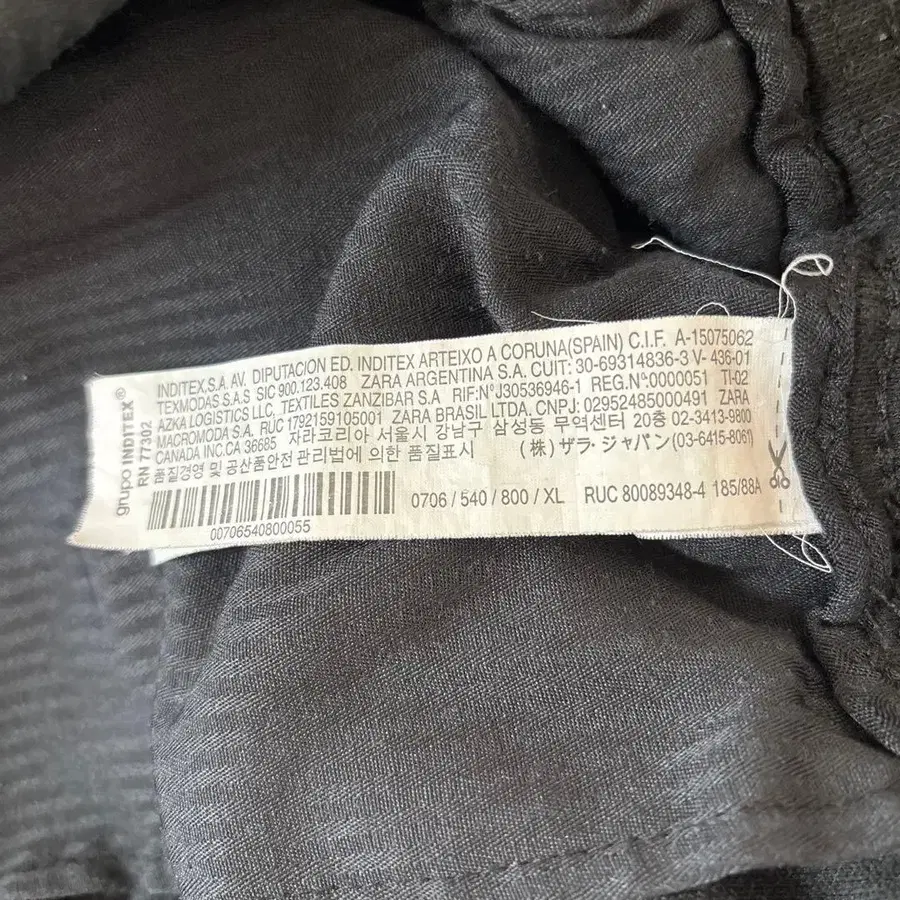 grupo INDITEX®
RN 77302
INDITEX.S.A. AV. DIPUTACION ED. INDITEX ARTEIXO A CORUNA(SPAIN) C.I.F. A-15075062
TEXMODAS S.A.S SIC 900.123.408 ZARA ARGENTINA S.A. CUIT: 30-69314836-3 V- 436-01
AZKA LOGISTICS LLC, TEXTILES ZANZIBAR S.A RIF:N°J30536946-1 REG.N°:0000051 TI-02
MACROMODA S.A. RUC 1792159105001 ZARA BRASIL LTDA. CNPJ: 02952485000491 ZARA
CANADA INC.CA 36685 자라코리아 서울시 강남구 삼성동 무역센터 20층 02-3413-9800
품질경영 및 공산품안전 관리법에 의한 품질표시 (株) ザラ・ジャパン (03-6415-8061)
0706 / 540 / 800 / XL RUC 80089348-4 185/88A
00706540800055